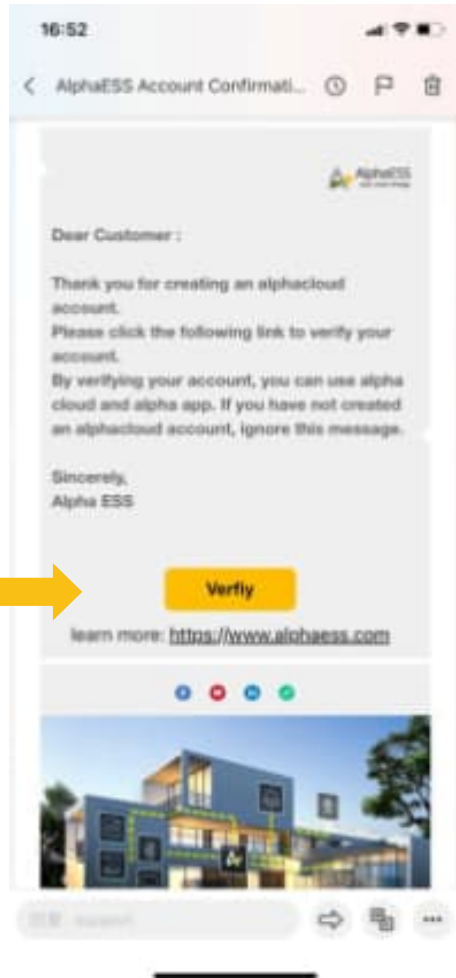 16:52
AlphaESS Account Confirmati...
AlphaESS
Dear Customer :
Thank you for creating an alphacloud
account.
Please click the following link to verify your
account.
By verifying your account, you can use alpha
cloud and alpha app. If you have not created
an alphacloud account, ignore this message.
Sincerely,
Alpha ESS
Verfiy
learn more: https://www.alphaess.com